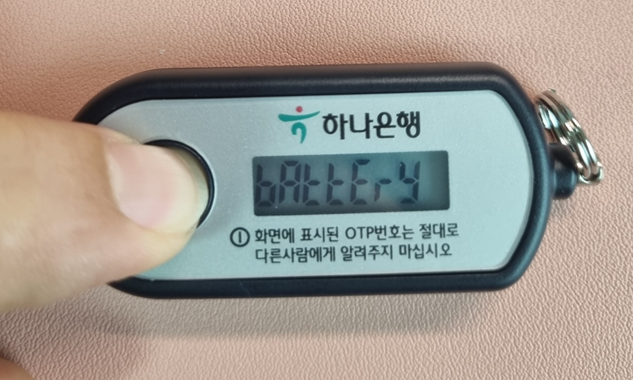 하나은행
bAttErY
! 화면에 표시된 OTP번호는 절대로
다른사람에게 알려주지 마십시오